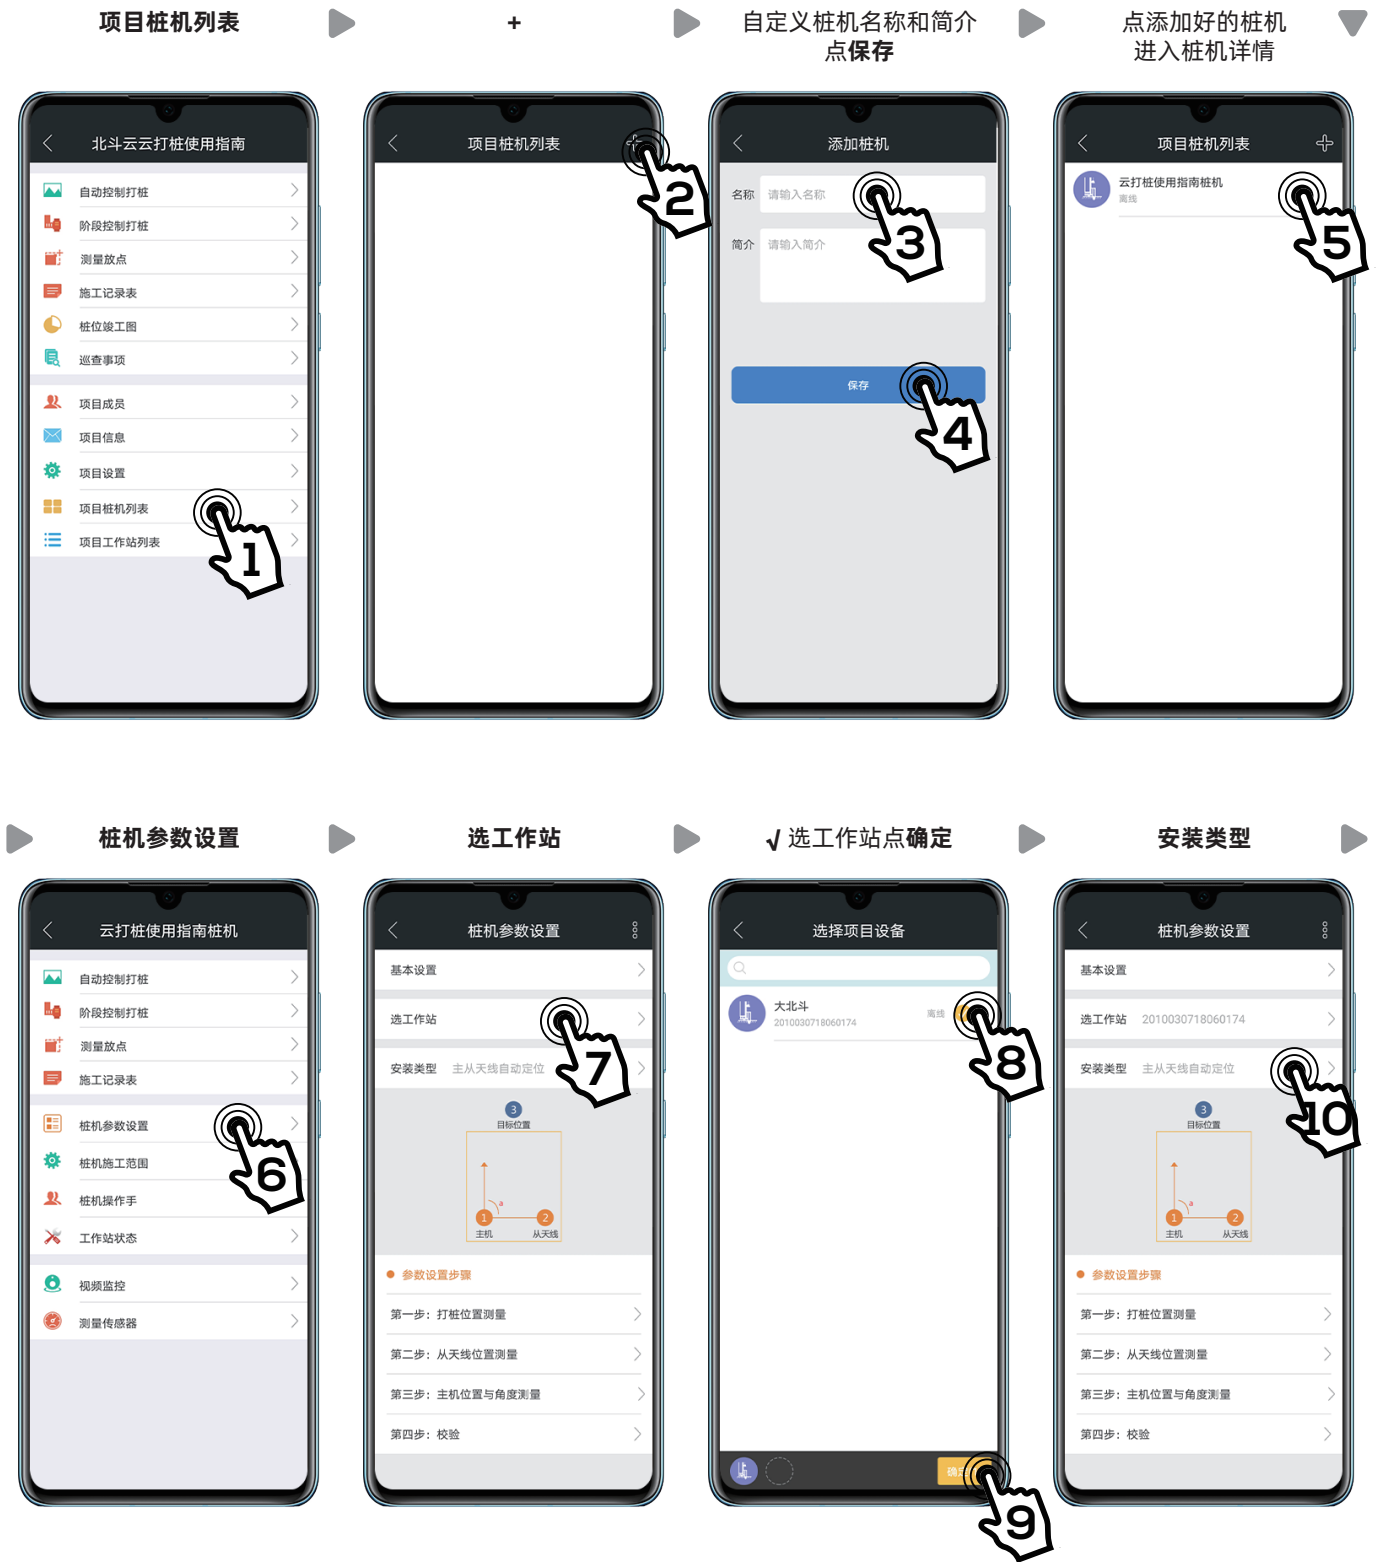 项目桩机列表
+
自定义桩机名称和简介
点保存
点添加好的桩机
进入桩机详情
北斗云云打桩使用指南
自动控制打桩
阶段控制打桩
测量放点
施工记录表
桩位竣工图
巡查事项
项目成员
项目信息
项目设置
项目桩机列表
项目工作站列表
1
项目桩机列表
2
添加桩机
名称 请输入名称
3
简介 请输入简介
保存
4
项目桩机列表
云打桩使用指南桩机
离线
5
桩机参数设置
选工作站
√ 选工作站点确定
安装类型
云打桩使用指南桩机
自动控制打桩
阶段控制打桩
测量放点
施工记录表
桩机参数设置
桩机施工范围
桩机操作手
工作站状态
视频监控
测量传感器
6
桩机参数设置
基本设置
选工作站
7
安装类型 主从天线自动定位
3
目标位置
a
1 2
主机 从天线
参数设置步骤
第一步：打桩位置测量
第二步：从天线位置测量
第三步：主机位置与角度测量
第四步：校验
选择项目设备
大北斗
2010030718060174
离线
8
确定
9
桩机参数设置
基本设置
选工作站 2010030718060174
安装类型 主从天线自动定位
10
3
目标位置
a
1 2
主机 从天线
参数设置步骤
第一步：打桩位置测量
第二步：从天线位置测量
第三步：主机位置与角度测量
第四步：校验